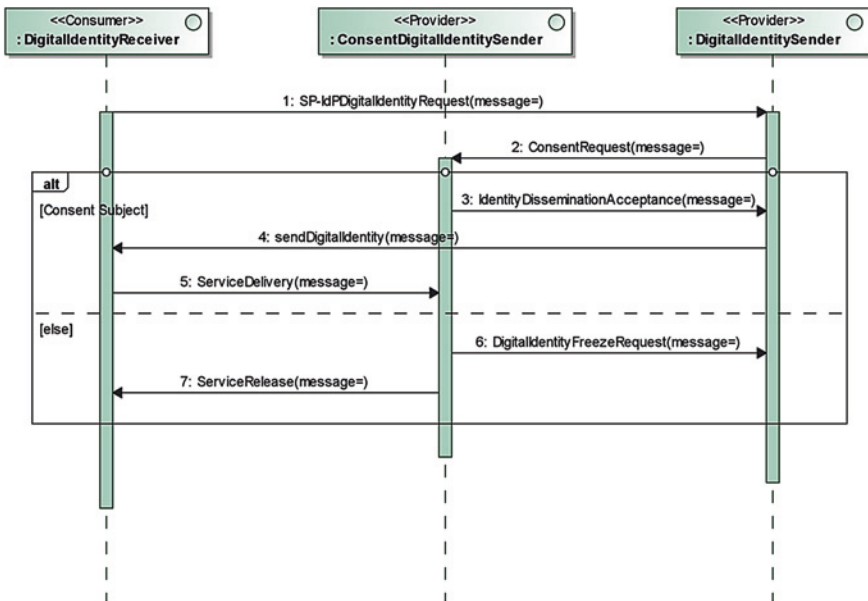 <<Consumer>>
: DigitalIdentityReceiver
<<Provider>>
: ConsentDigitalIdentitySender
<<Provider>>
: DigitalIdentitySender
1: SP-IdPDigitalIdentityRequest(message=)
2: ConsentRequest(message=)
alt
[Consent Subject]
3: IdentityDisseminationAcceptance(message=)
4: sendDigitalIdentity(message=)
5: ServiceDelivery(message=)
[else]
6: DigitalIdentityFreezeRequest(message=)
7: ServiceRelease(message=)